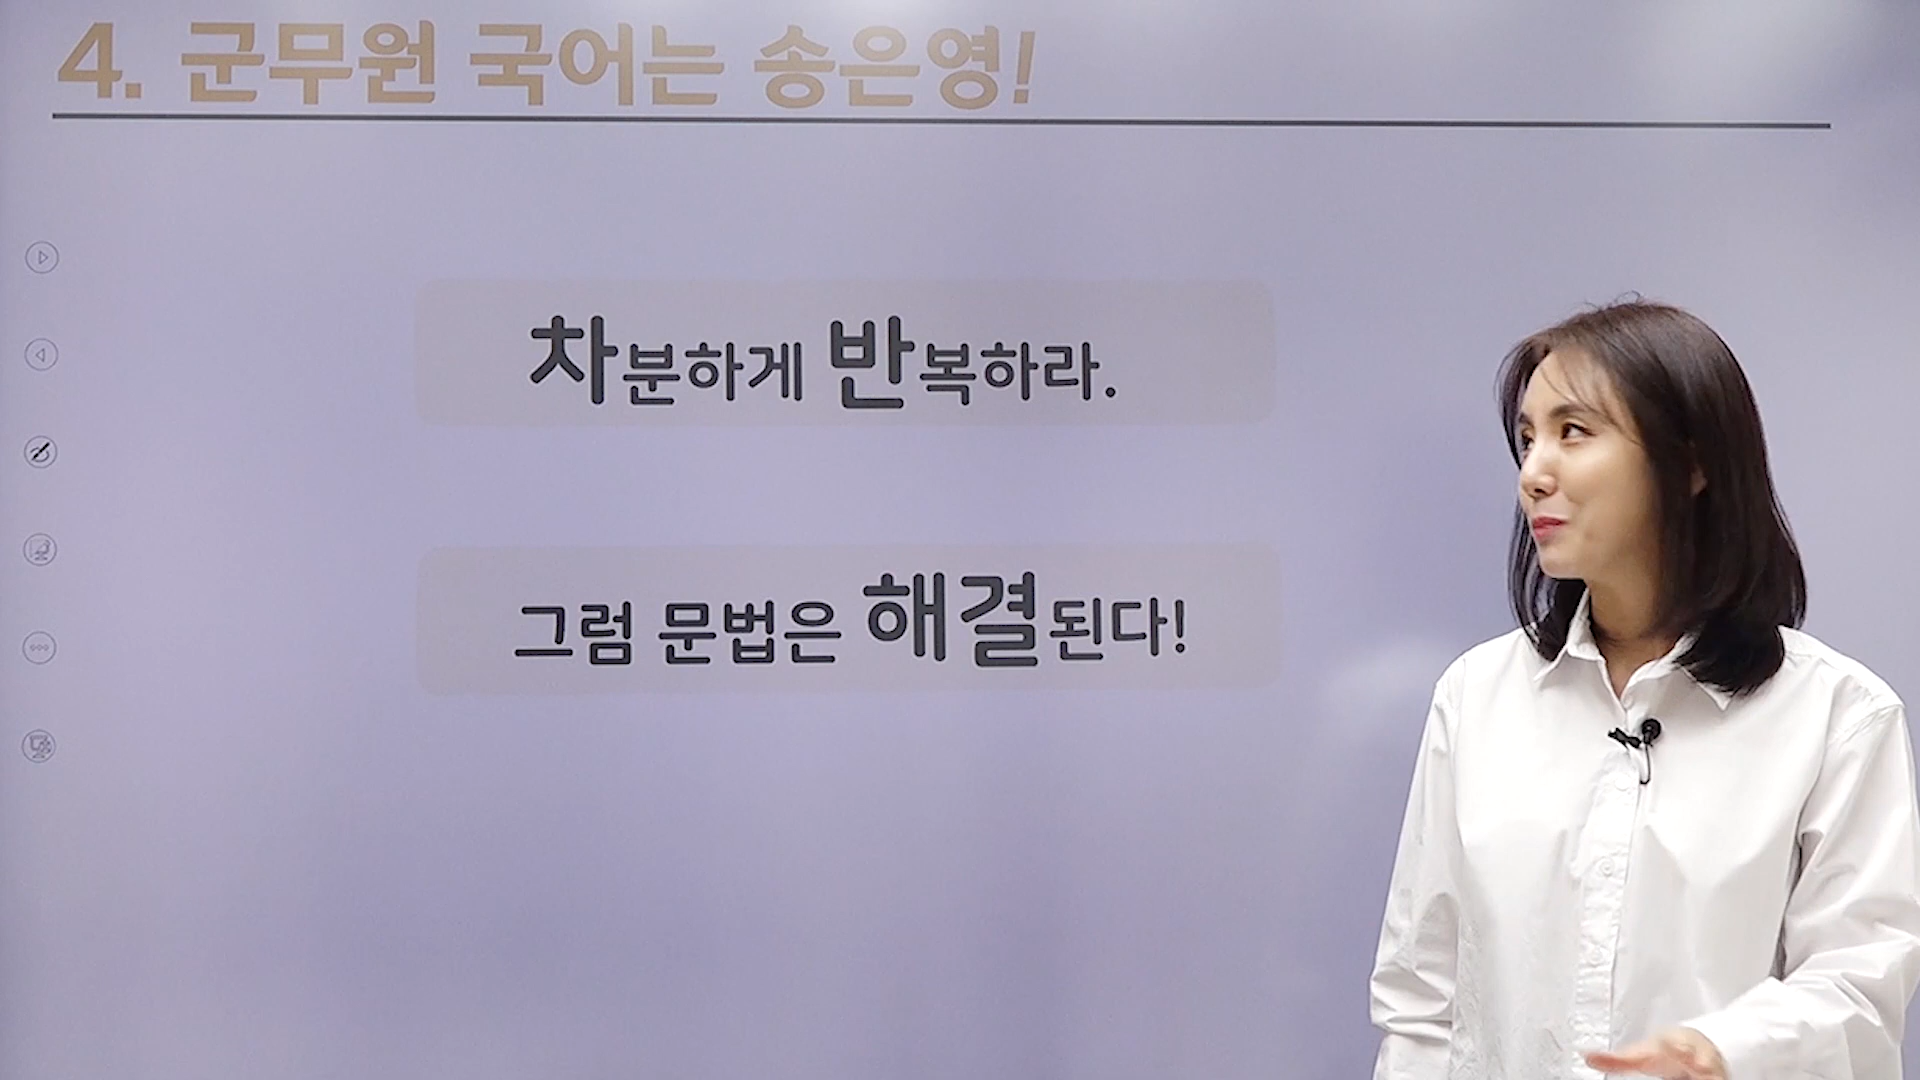 4. 군무원 국어는 송은영!
차분하게 반복하라.
그럼 문법은 해결된다!